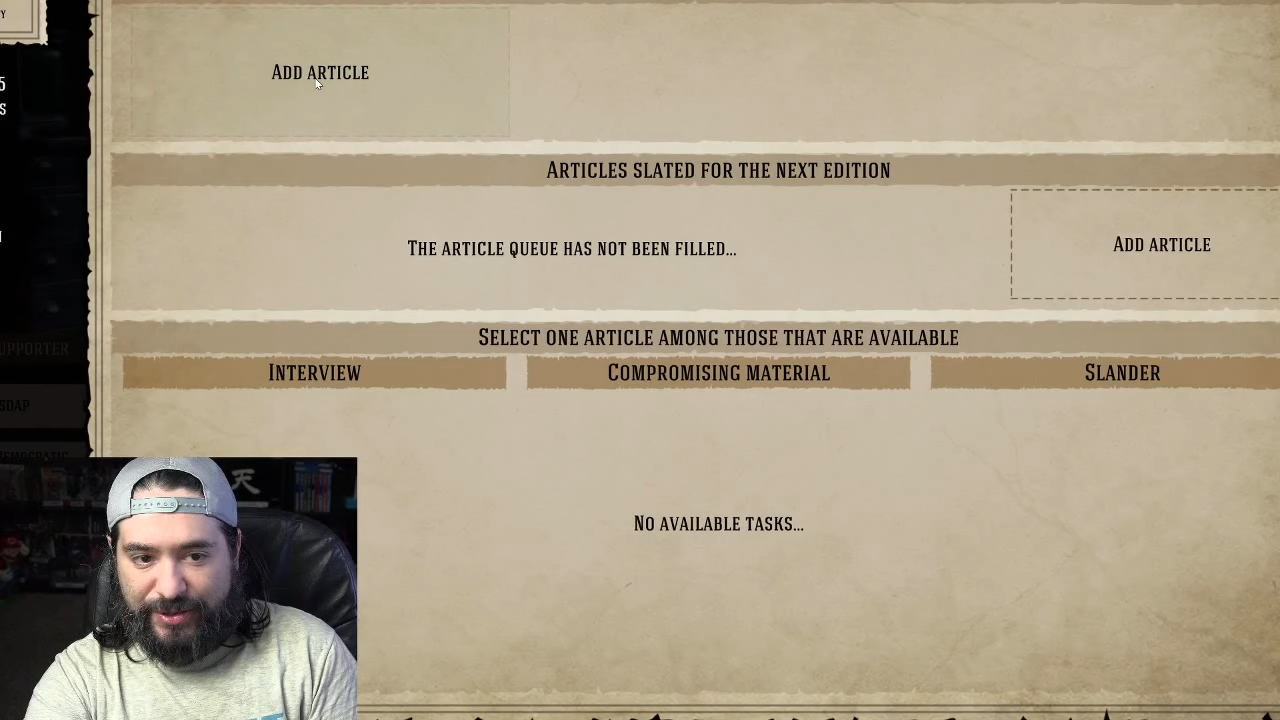 Add article
Articles slated for the next edition
The article queue has not been filled...
Add article
Select one article among those that are available
Interview
Compromising material
Slander
No available tasks...
天